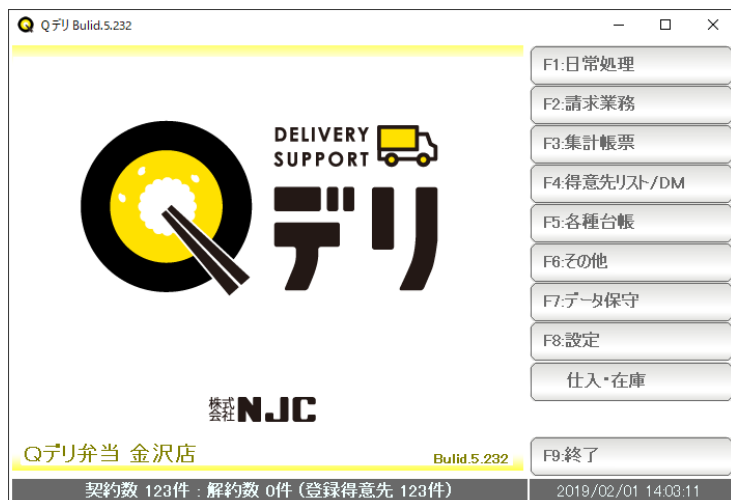 Qデリ Bulid.5.232
F1:日常処理
F2:請求業務
F3:集計帳票
F4:得意先リスト/DM
F5:各種台帳
F6:その他
F7:データ保守
F8:設定
仕入・在庫
F9:終了
DELIVERY
SUPPORT
Qデリ
株式会社NJC
Qデリ弁当 金沢店
Bulid.5.232
契約数 123件 : 解約数 0件 (登録得意先 123件)
2019/02/01 14:03:11